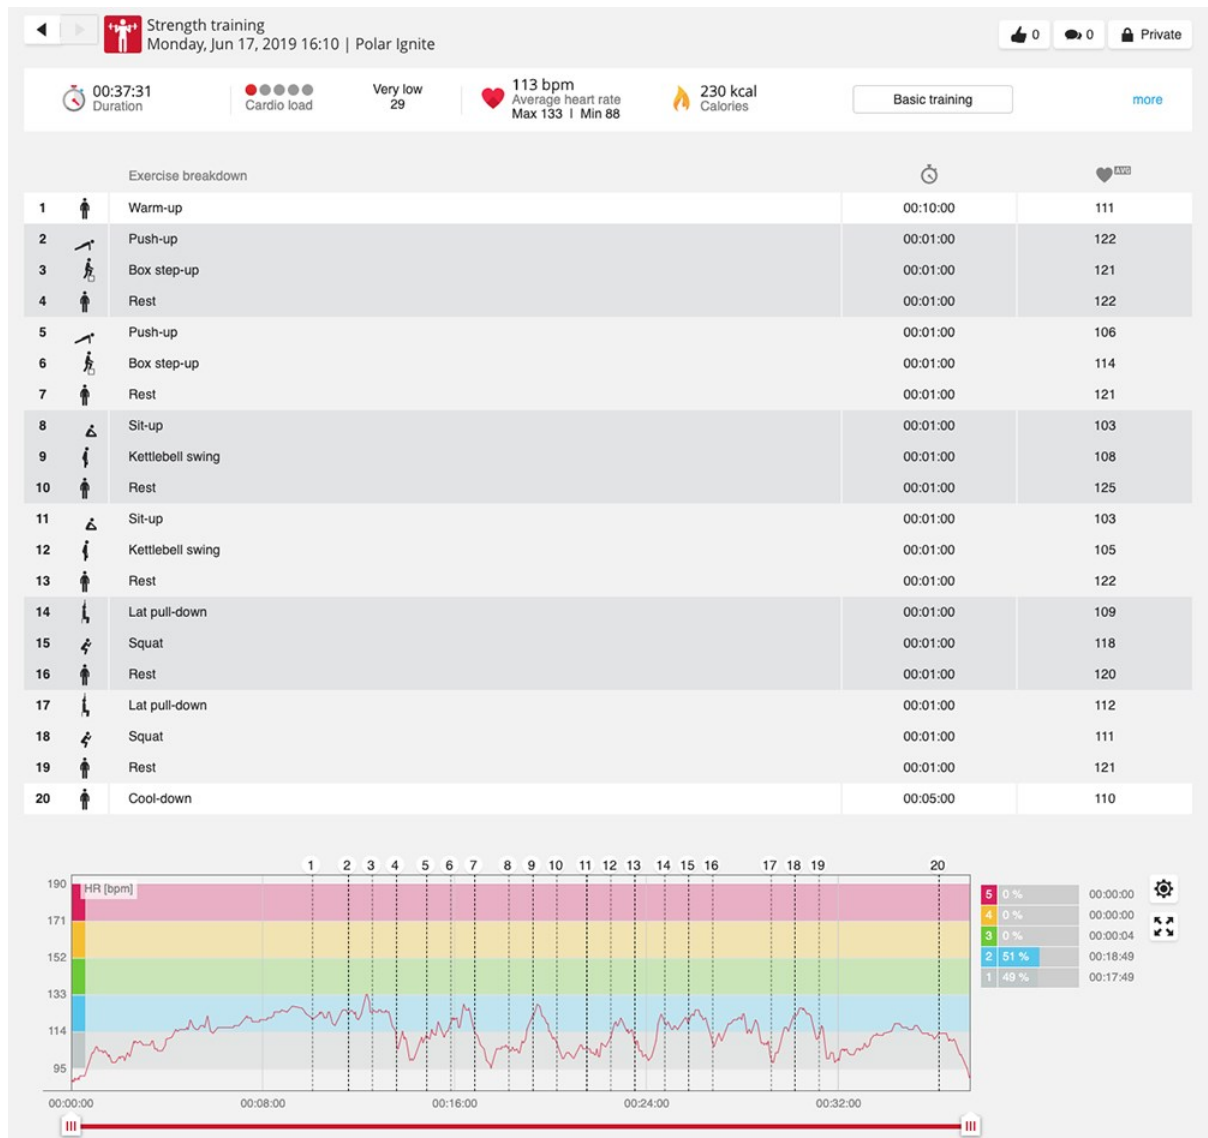 Strength training
Monday, Jun 17, 2019 16:10 | Polar Ignite
0 0 Private
00:37:31
Duration
Cardio load
Very low
29
113 bpm
Average heart rate
Max 133 | Min 88
230 kcal
Calories
Basic training
more
Exercise breakdown AVG
1 Warm-up 00:10:00 111
2 Push-up 00:01:00 122
3 Box step-up 00:01:00 121
4 Rest 00:01:00 122
5 Push-up 00:01:00 106
6 Box step-up 00:01:00 114
7 Rest 00:01:00 121
8 Sit-up 00:01:00 103
9 Kettlebell swing 00:01:00 108
10 Rest 00:01:00 125
11 Sit-up 00:01:00 103
12 Kettlebell swing 00:01:00 105
13 Rest 00:01:00 122
14 Lat pull-down 00:01:00 109
15 Squat 00:01:00 118
16 Rest 00:01:00 120
17 Lat pull-down 00:01:00 112
18 Squat 00:01:00 111
19 Rest 00:01:00 121
20 Cool-down 00:05:00 110
1 2 3 4 5 6 7 8 9 10 11 12 13 14 15 16 17 18 19 20
HR [bpm]
190
171
152
133
114
95
00:00:00 00:08:00 00:16:00 00:24:00 00:32:00
5 0 % 00:00:00
4 0 % 00:00:00
3 0 % 00:00:04
2 51 % 00:18:49
1 49 % 00:17:49